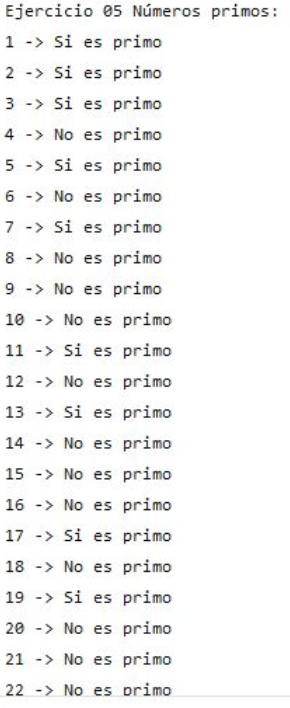 Ejercicio 05 Números primos:
1 -> Si es primo
2 -> Si es primo
3 -> Si es primo
4 -> No es primo
5 -> Si es primo
6 -> No es primo
7 -> Si es primo
8 -> No es primo
9 -> No es primo
10 -> No es primo
11 -> Si es primo
12 -> No es primo
13 -> Si es primo
14 -> No es primo
15 -> No es primo
16 -> No es primo
17 -> Si es primo
18 -> No es primo
19 -> Si es primo
20 -> No es primo
21 -> No es primo
22 -> No es primo